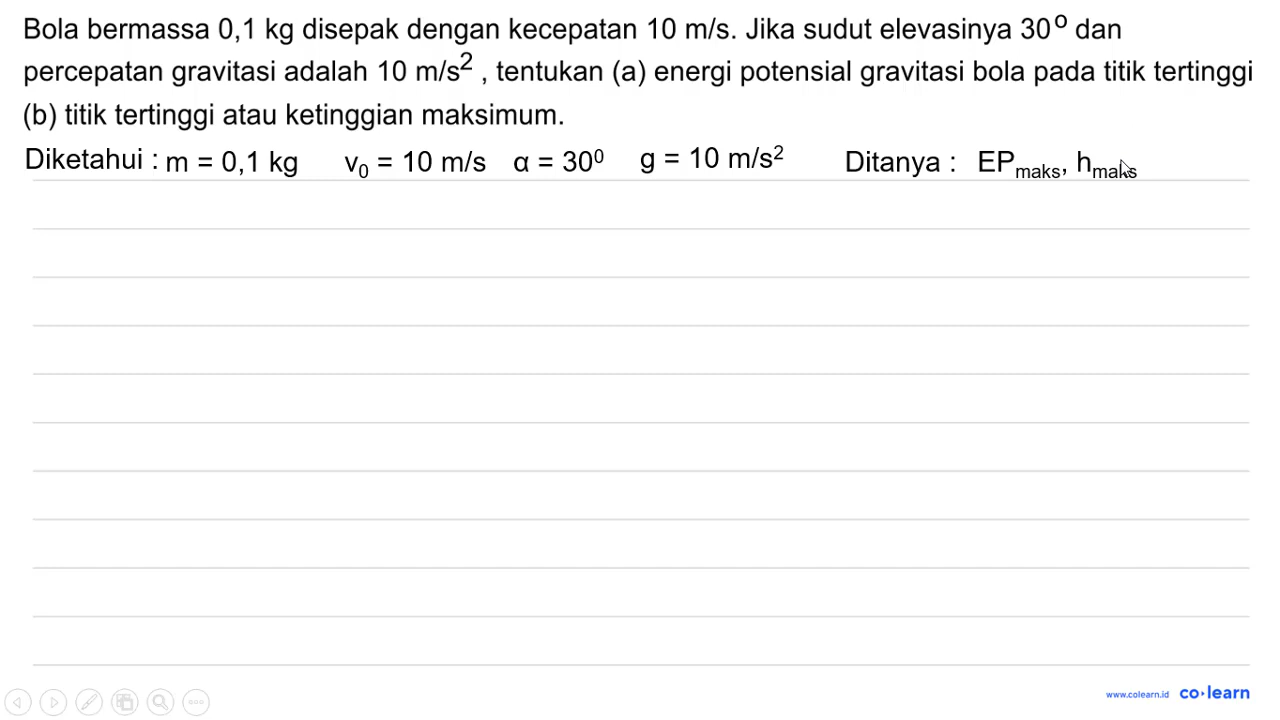 Bola bermassa 0,1 kg disepak dengan kecepatan 10 m/s. Jika sudut elevasinya 30⁰ dan
percepatan gravitasi adalah 10 m/s² , tentukan (a) energi potensial gravitasi bola pada titik tertinggi
(b) titik tertinggi atau ketinggian maksimum.
Diketahui : m = 0,1 kg v₀ = 10 m/s α = 30⁰ g = 10 m/s² Ditanya : EPmaks, hmaks
www.colearn.id co·learn